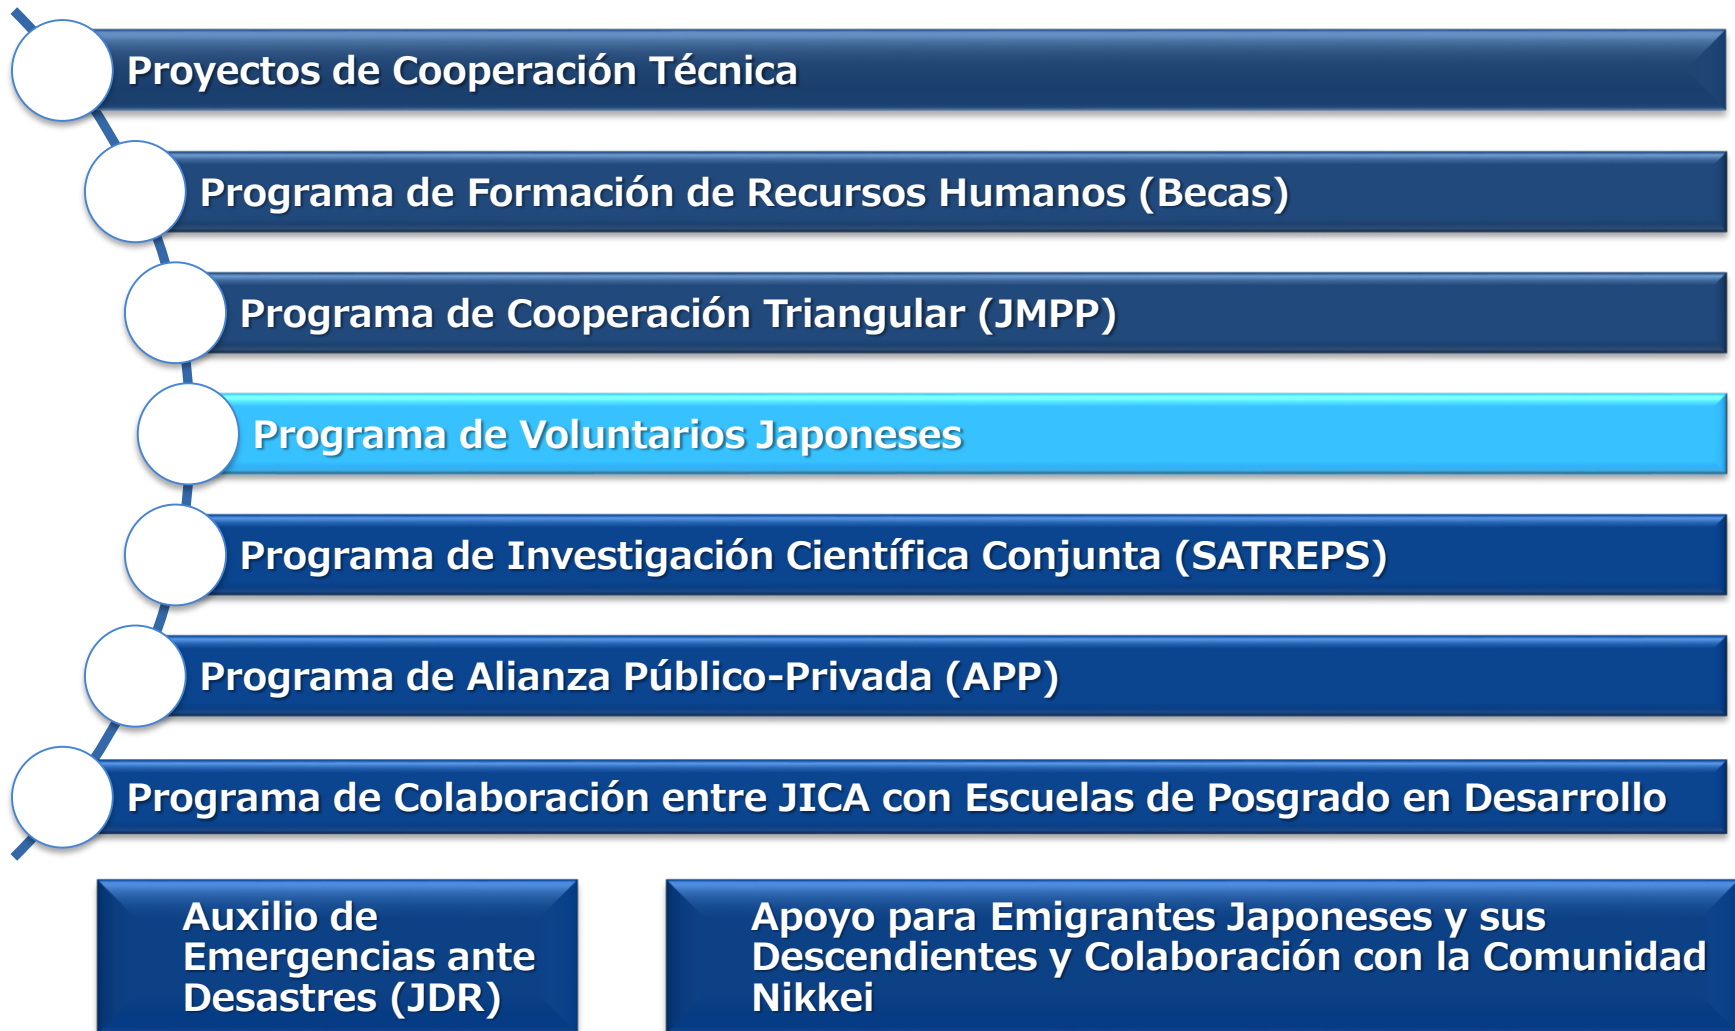 Proyectos de Cooperación Técnica
Programa de Formación de Recursos Humanos (Becas)
Programa de Cooperación Triangular (JMPP)
Programa de Voluntarios Japoneses
Programa de Investigación Científica Conjunta (SATREPS)
Programa de Alianza Público-Privada (APP)
Programa de Colaboración entre JICA con Escuelas de Posgrado en Desarrollo
Auxilio de
Emergencias ante
Desastres (JDR)
Apoyo para Emigrantes Japoneses y sus
Descendientes y Colaboración con la Comunidad
Nikkei